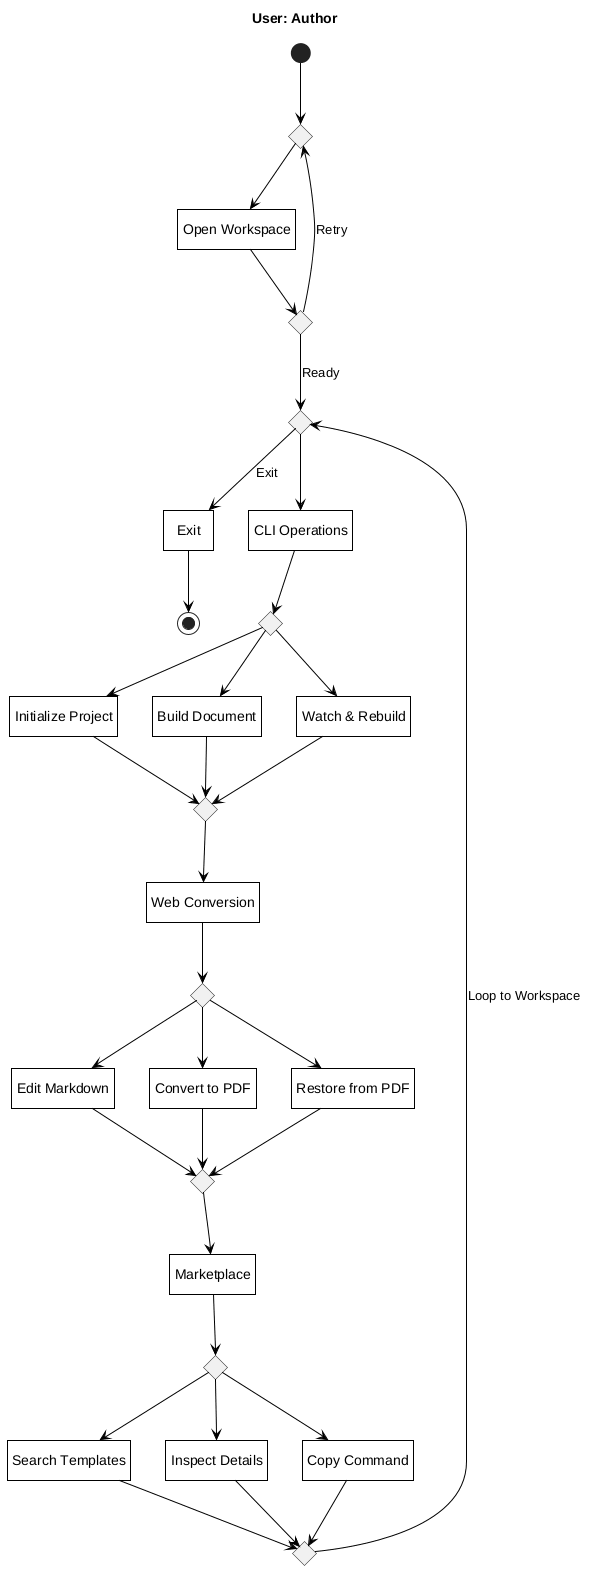 User: Author
Open Workspace
Retry
Ready
Exit
Exit
CLI Operations
Initialize Project
Build Document
Watch & Rebuild
Web Conversion
Loop to Workspace
Edit Markdown
Convert to PDF
Restore from PDF
Marketplace
Search Templates
Inspect Details
Copy Command